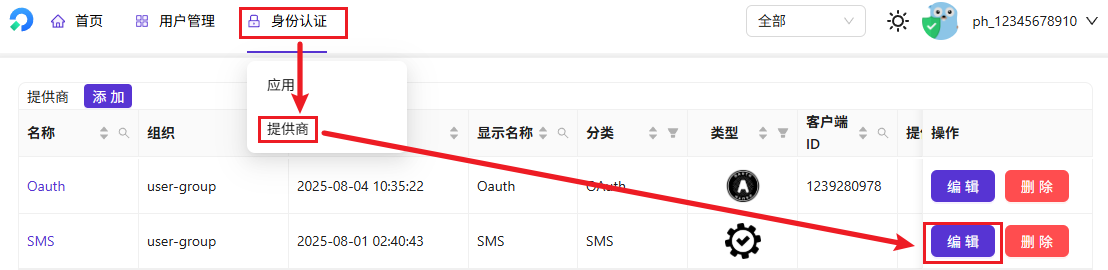 首页
用户管理
身份认证
全部
ph_12345678910
应用
提供商
提供商
添 加
名称
组织
显示名称
分类
类型
客户端
ID
操作
Oauth
user-group
2025-08-04 10:35:22
Oauth
OAuth
1239280978
编 辑
删 除
SMS
user-group
2025-08-01 02:40:43
SMS
SMS
编 辑
删 除